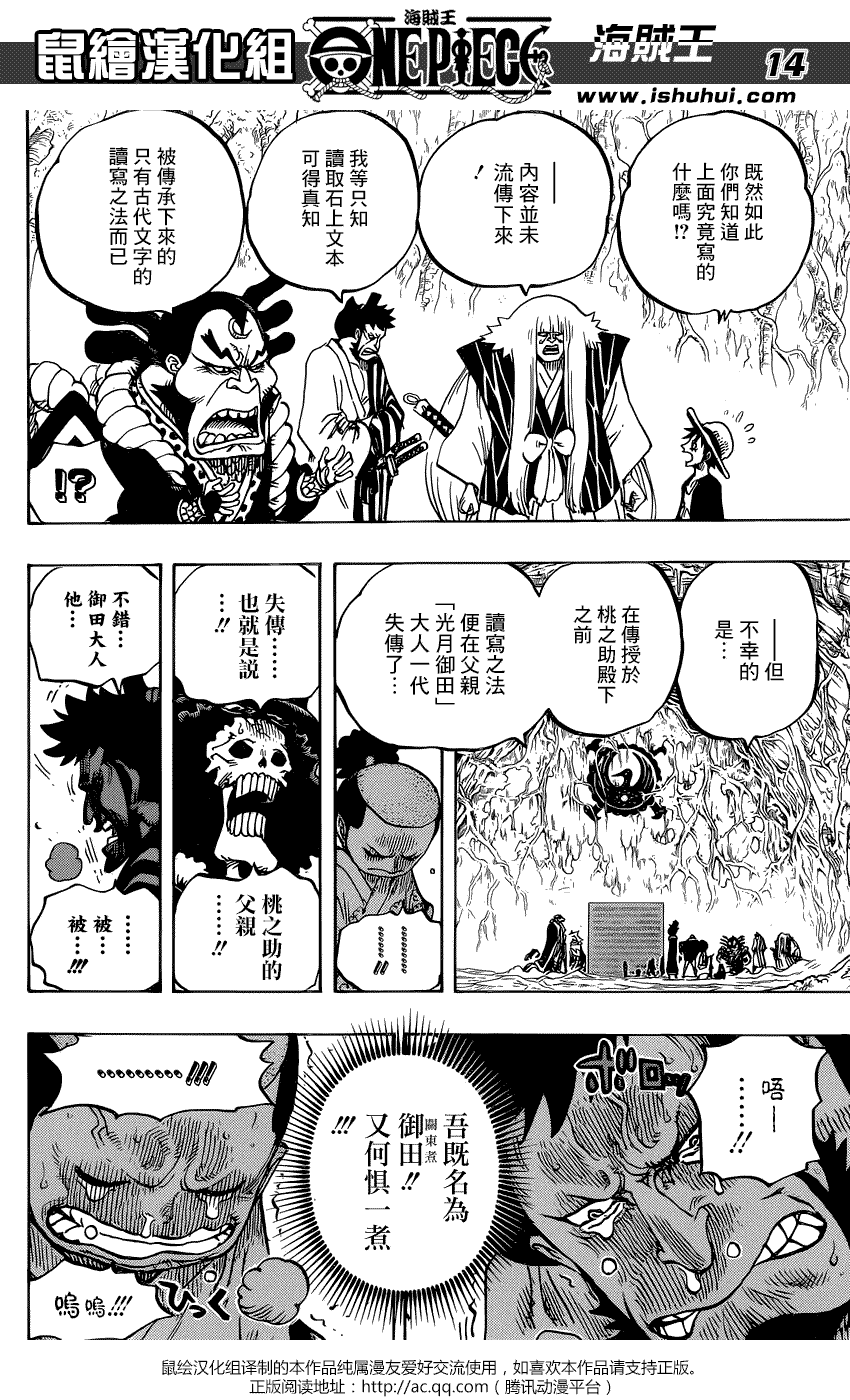 鼠繪漢化組
海賊王
ONE PIECE
海賊王
www.ishuhui.com
14
既然如此
你們知道
上面究竟寫的
什麼嗎!?
——
內容並未
流傳下來
!
我等只知
讀取石上文本
可得真知
被傳承下來的
只有古代文字的
讀寫之法而已
!?
——但
不幸的
是…
在傳授於
桃之助殿下
之前
讀寫之法
便在父親
「光月御田」
大人一代
失傳了…
………!!
失傳……
也就是說
…!!
桃之助的
父親
……!!
不錯…
御田大人
他…
……
被…
被…!!!
唔—
……!!
ボロッ
吾既名為
御田!!
關東煮
又何懼一煮
!!!
………!!!
嗚嗚!!!
ひっく
鼠绘汉化组译制的本作品纯属漫友爱好交流使用，如喜欢本作品请支持正版。
正版阅读地址：http://ac.qq.com（腾讯动漫平台）